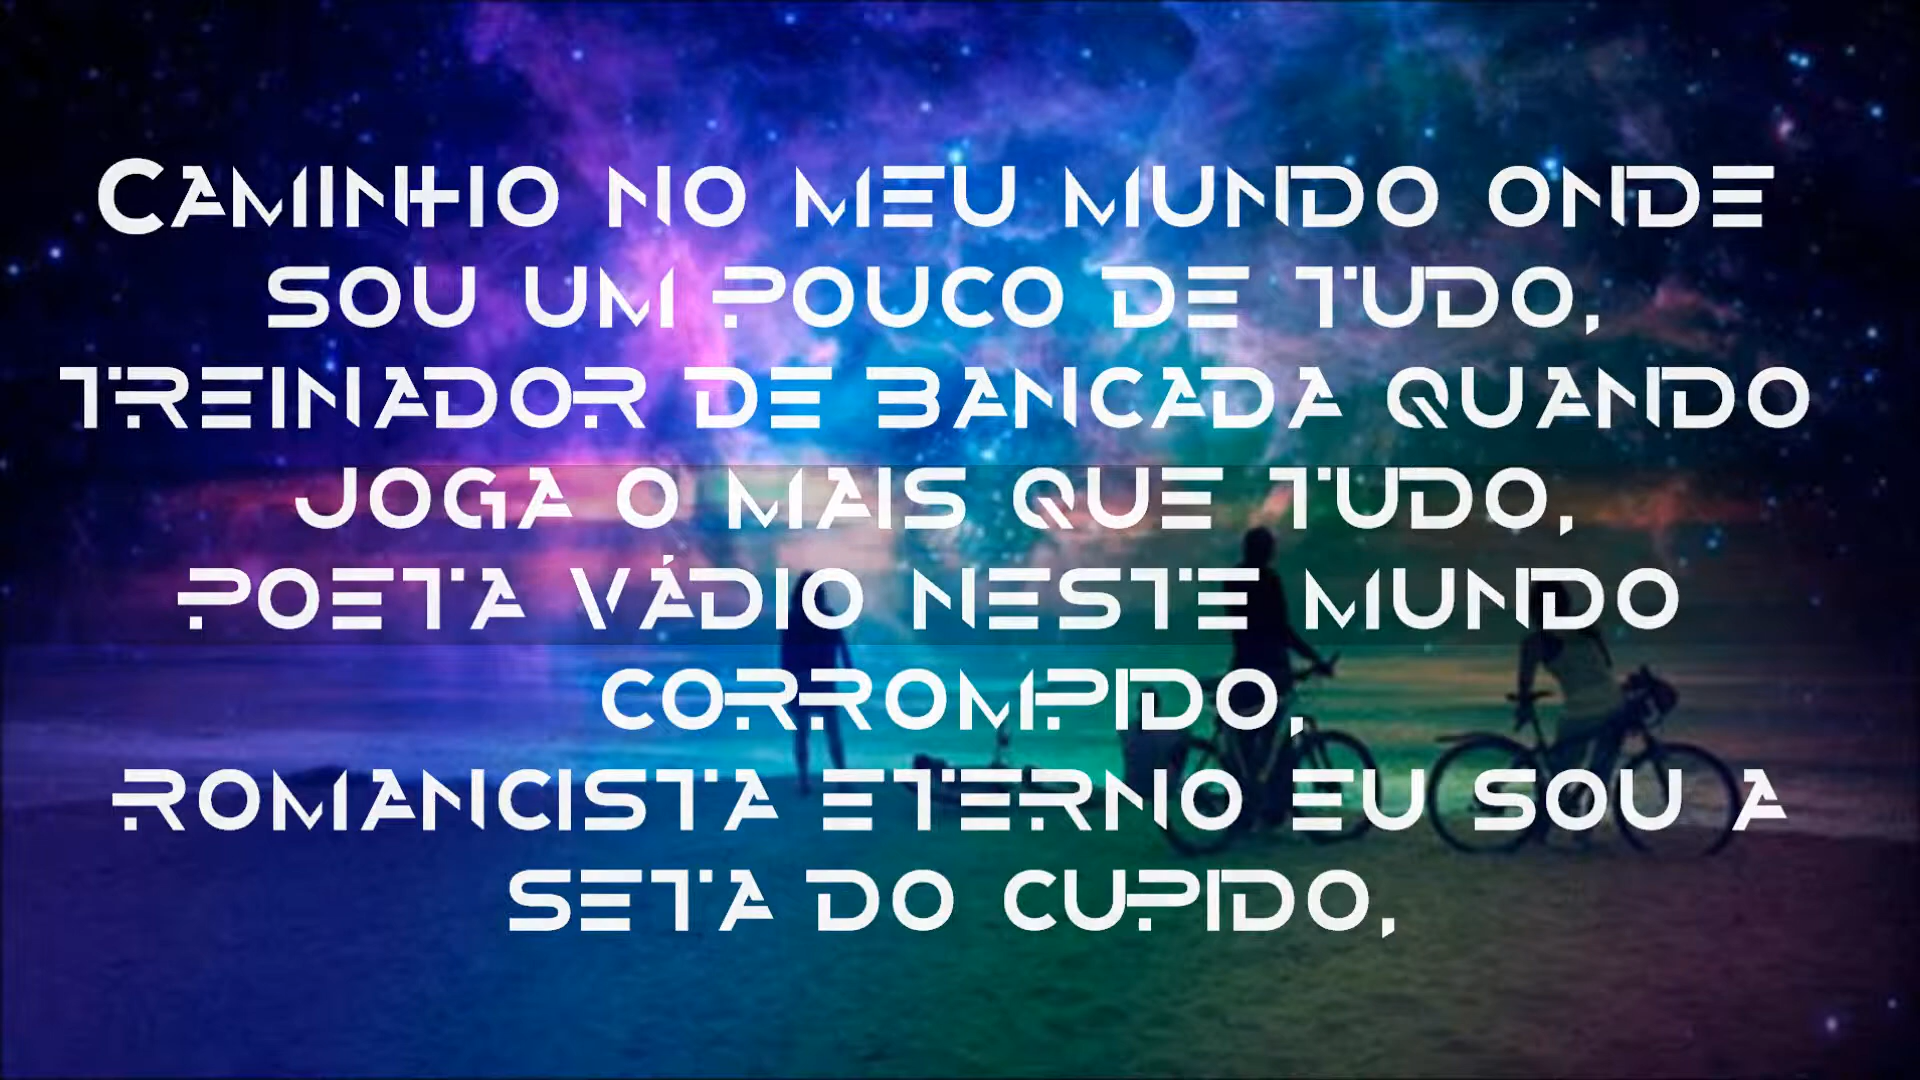 Caminho no meu mundo onde
sou um pouco de tudo,
treinador de bancada quando
joga o mais que tudo,
poeta vádio neste mundo
corrompido,
romancista eterno eu sou a
seta do cupido,